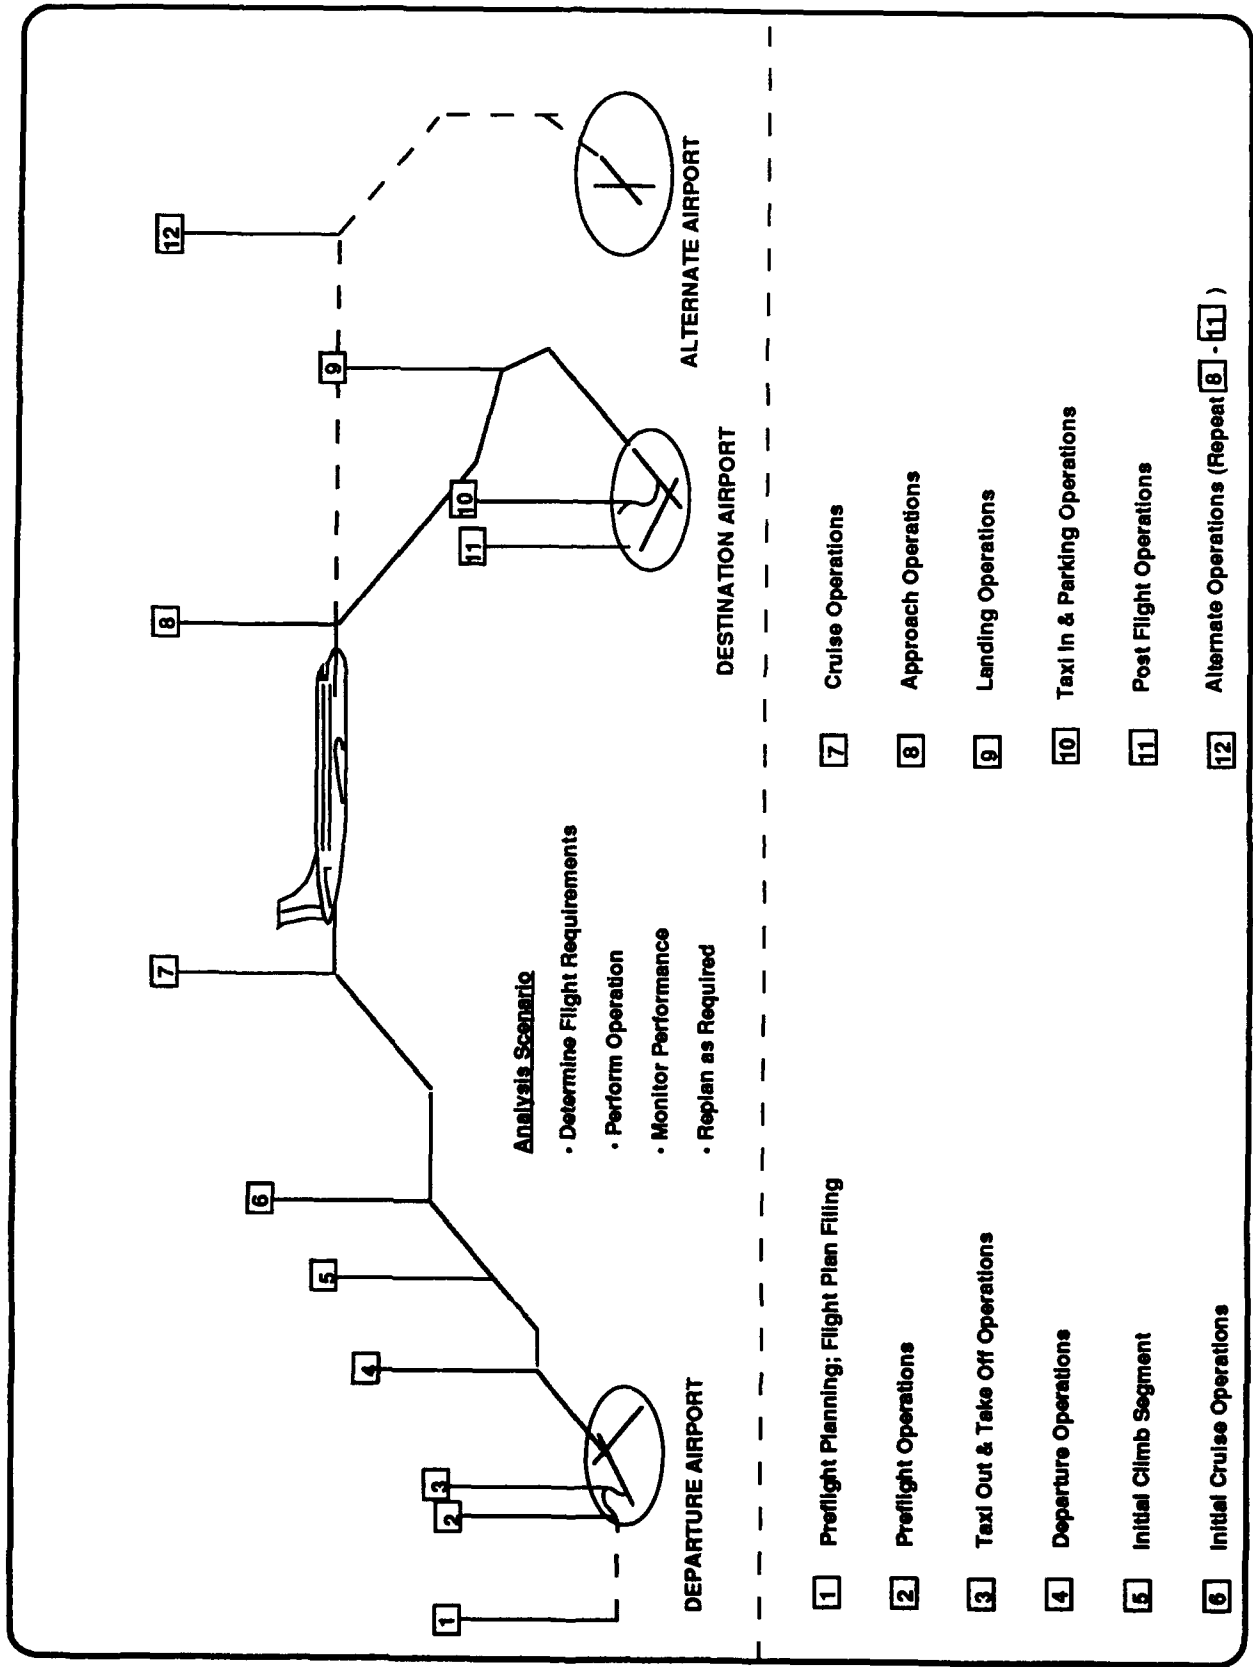 12
8
9
7
6
10
11
5
4
3
2
1
ALTERNATE AIRPORT
DESTINATION AIRPORT
DEPARTURE AIRPORT
Analysis Scenario
• Determine Flight Requirements
• Perform Operation
• Monitor Performance
• Replan as Required
1 Preflight Planning; Flight Plan Filing
2 Preflight Operations
3 Taxi Out & Take Off Operations
4 Departure Operations
5 Initial Climb Segment
6 Initial Cruise Operations
7 Cruise Operations
8 Approach Operations
9 Landing Operations
10 Taxi In & Parking Operations
11 Post Flight Operations
12 Alternate Operations (Repeat 8 - 11 )